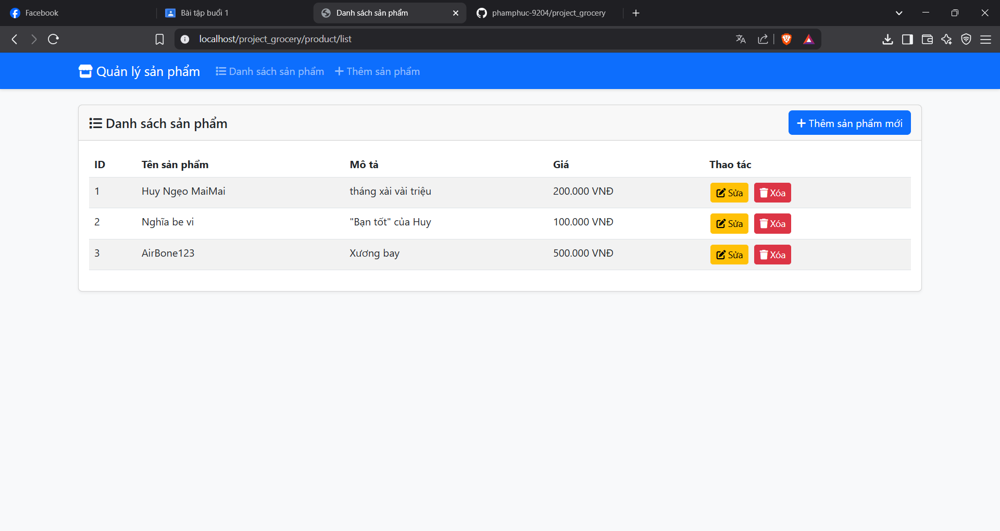 Facebook
Bài tập buổi 1
Danh sách sản phẩm
phamphuc-9204/project_grocery
localhost/project_grocery/product/list
Quản lý sản phẩm
Danh sách sản phẩm
Thêm sản phẩm
Danh sách sản phẩm
Thêm sản phẩm mới
ID Tên sản phẩm Mô tả Giá Thao tác
1 Huy Ngẹo MaiMai tháng xài vài triệu 200.000 VNĐ Sửa Xóa
2 Nghĩa be vi "Bạn tốt" của Huy 100.000 VNĐ Sửa Xóa
3 AirBone123 Xương bay 500.000 VNĐ Sửa Xóa